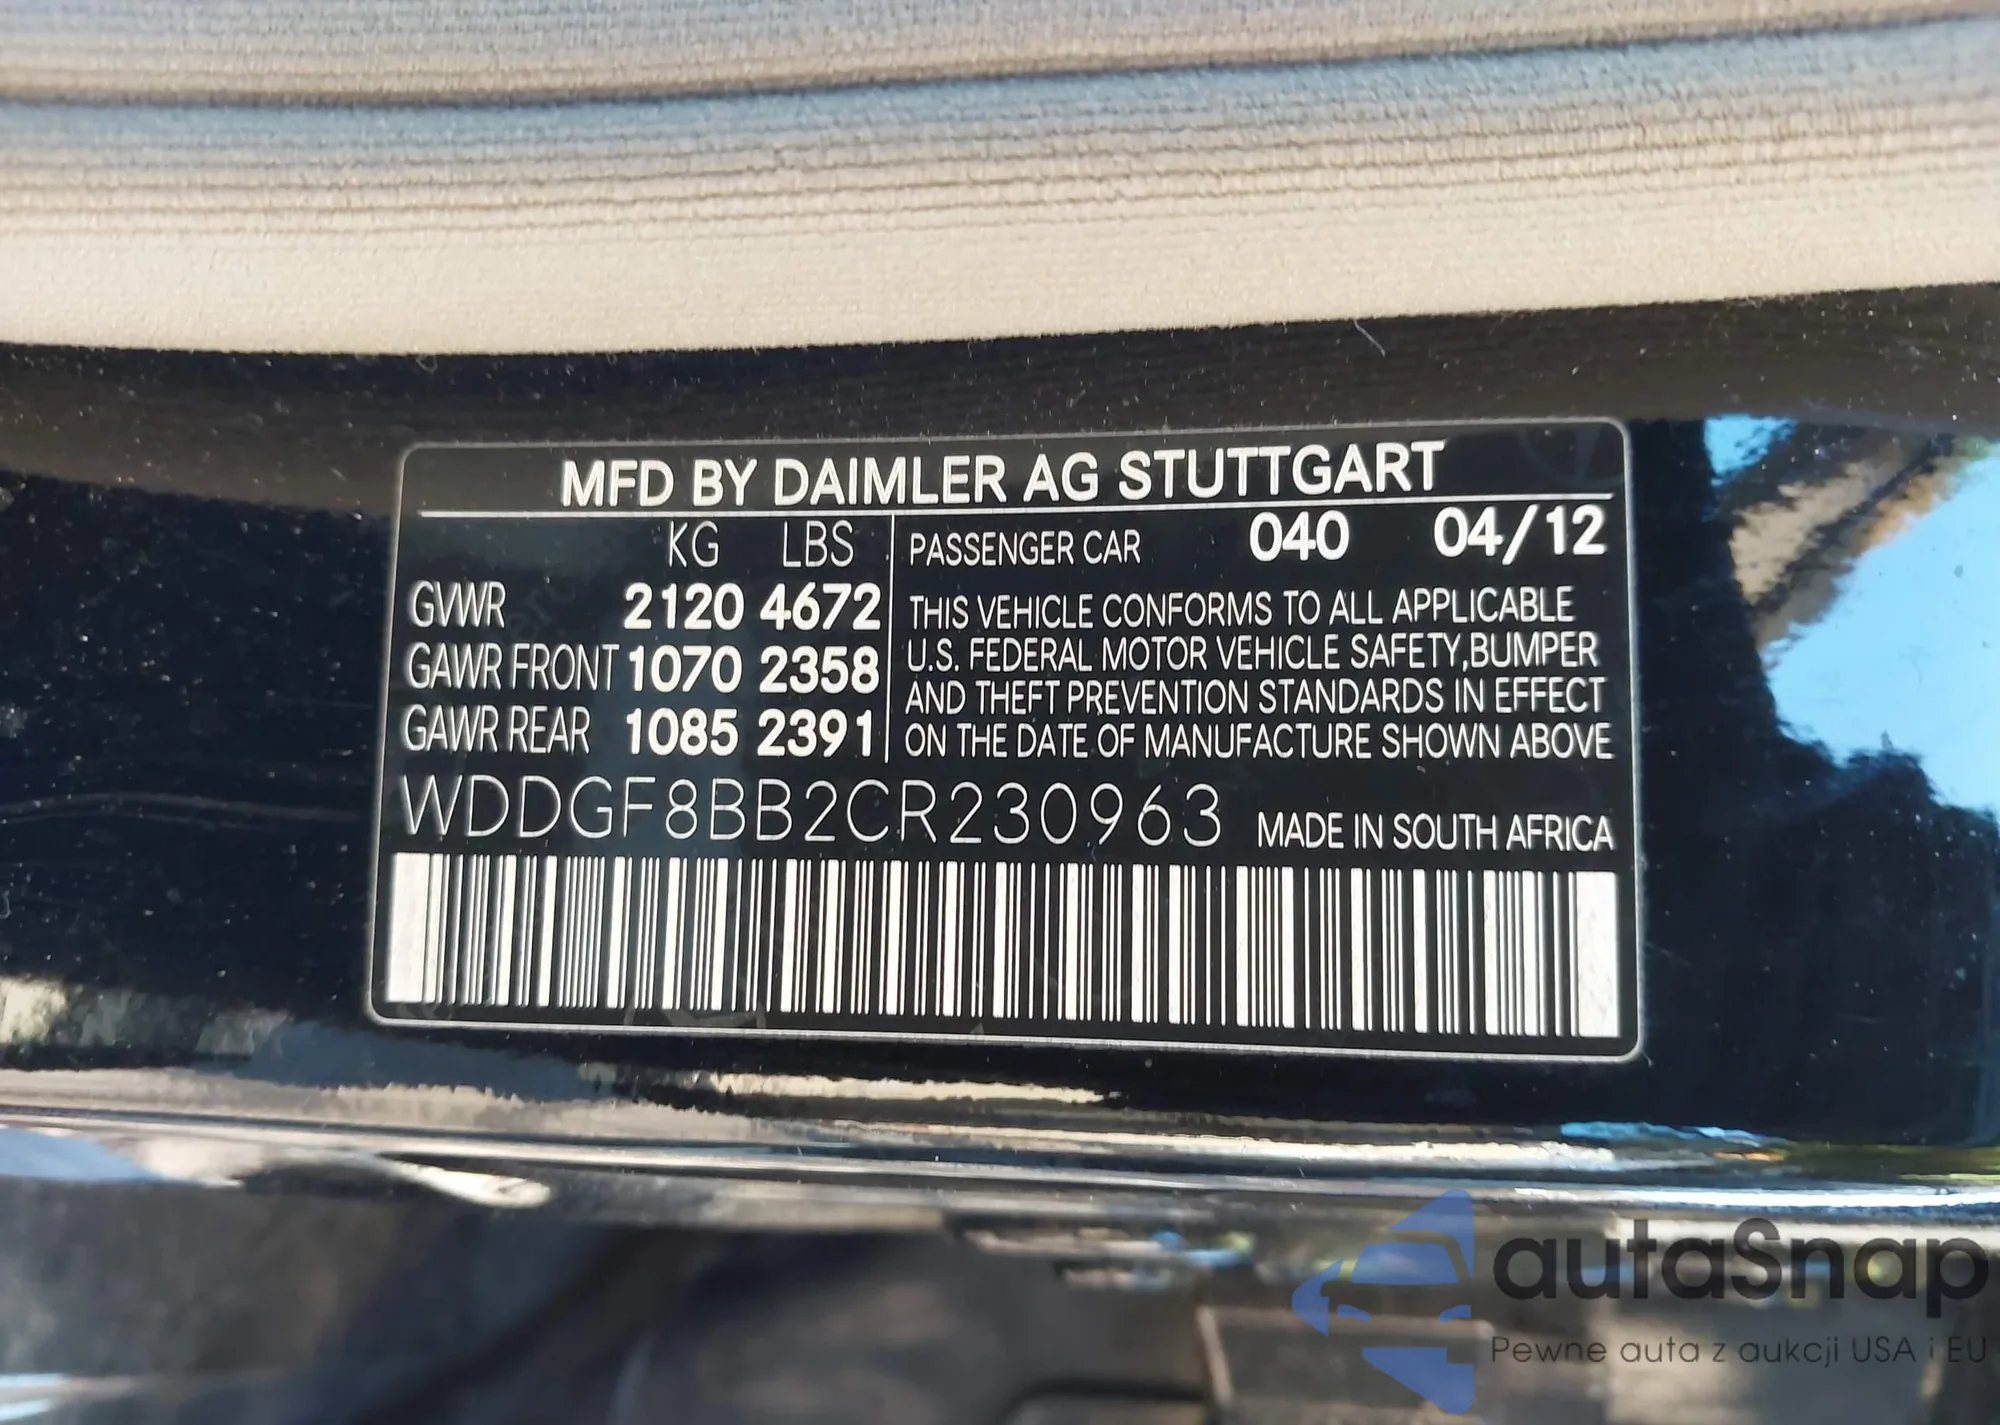 MFD BY DAIMLER AG STUTTGART
KG LBS
GVWR 2120 4672
GAWR FRONT 1070 2358
GAWR REAR 1085 2391
PASSENGER CAR 040 04/12
THIS VEHICLE CONFORMS TO ALL APPLICABLE
U.S. FEDERAL MOTOR VEHICLE SAFETY,BUMPER
AND THEFT PREVENTION STANDARDS IN EFFECT
ON THE DATE OF MANUFACTURE SHOWN ABOVE
WDDGF8BB2CR230963 MADE IN SOUTH AFRICA
autaSnap
Pewne auta z aukcji USA i EU